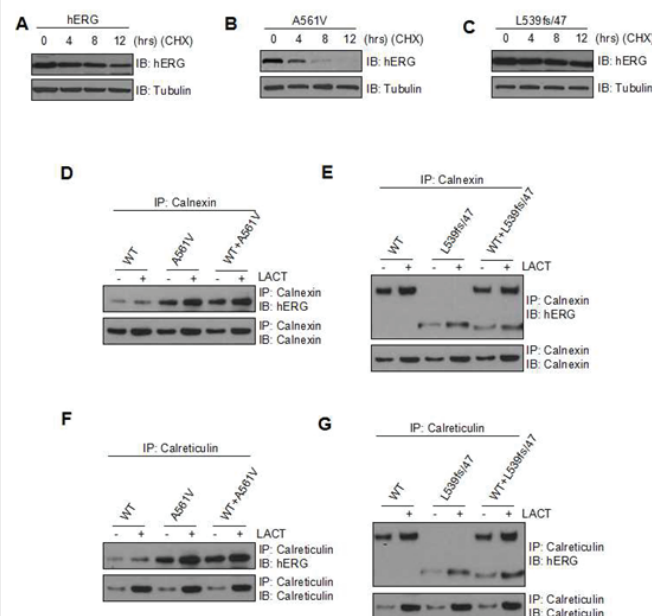 A
hERG
0 4 8 12 (hrs) (CHX)
IB: hERG
IB: Tubulin
B
A561V
0 4 8 12 (hrs) (CHX)
IB: hERG
IB: Tubulin
C
L539fs/47
0 4 8 12 (hrs) (CHX)
IB: hERG
IB: Tubulin
D
IP: Calnexin
WT A561V WT+A561V
- + - + - + LACT
IP: Calnexin
IB: hERG
IP: Calnexin
IB: Calnexin
E
IP: Calnexin
WT L539fs/47 WT+L539fs/47
- + - + - + LACT
IP: Calnexin
IB: hERG
IP: Calnexin
IB: Calnexin
F
IP: Calreticulin
WT A561V WT+A561V
- + - + - + LACT
IP: Calreticulin
IB: hERG
IP: Calreticulin
IB: Calreticulin
G
IP: Calreticulin
WT L539fs/47 WT+L539fs/47
- + - + - + LACT
IP: Calreticulin
IB: hERG
IP: Calreticulin
IB: Calreticulin